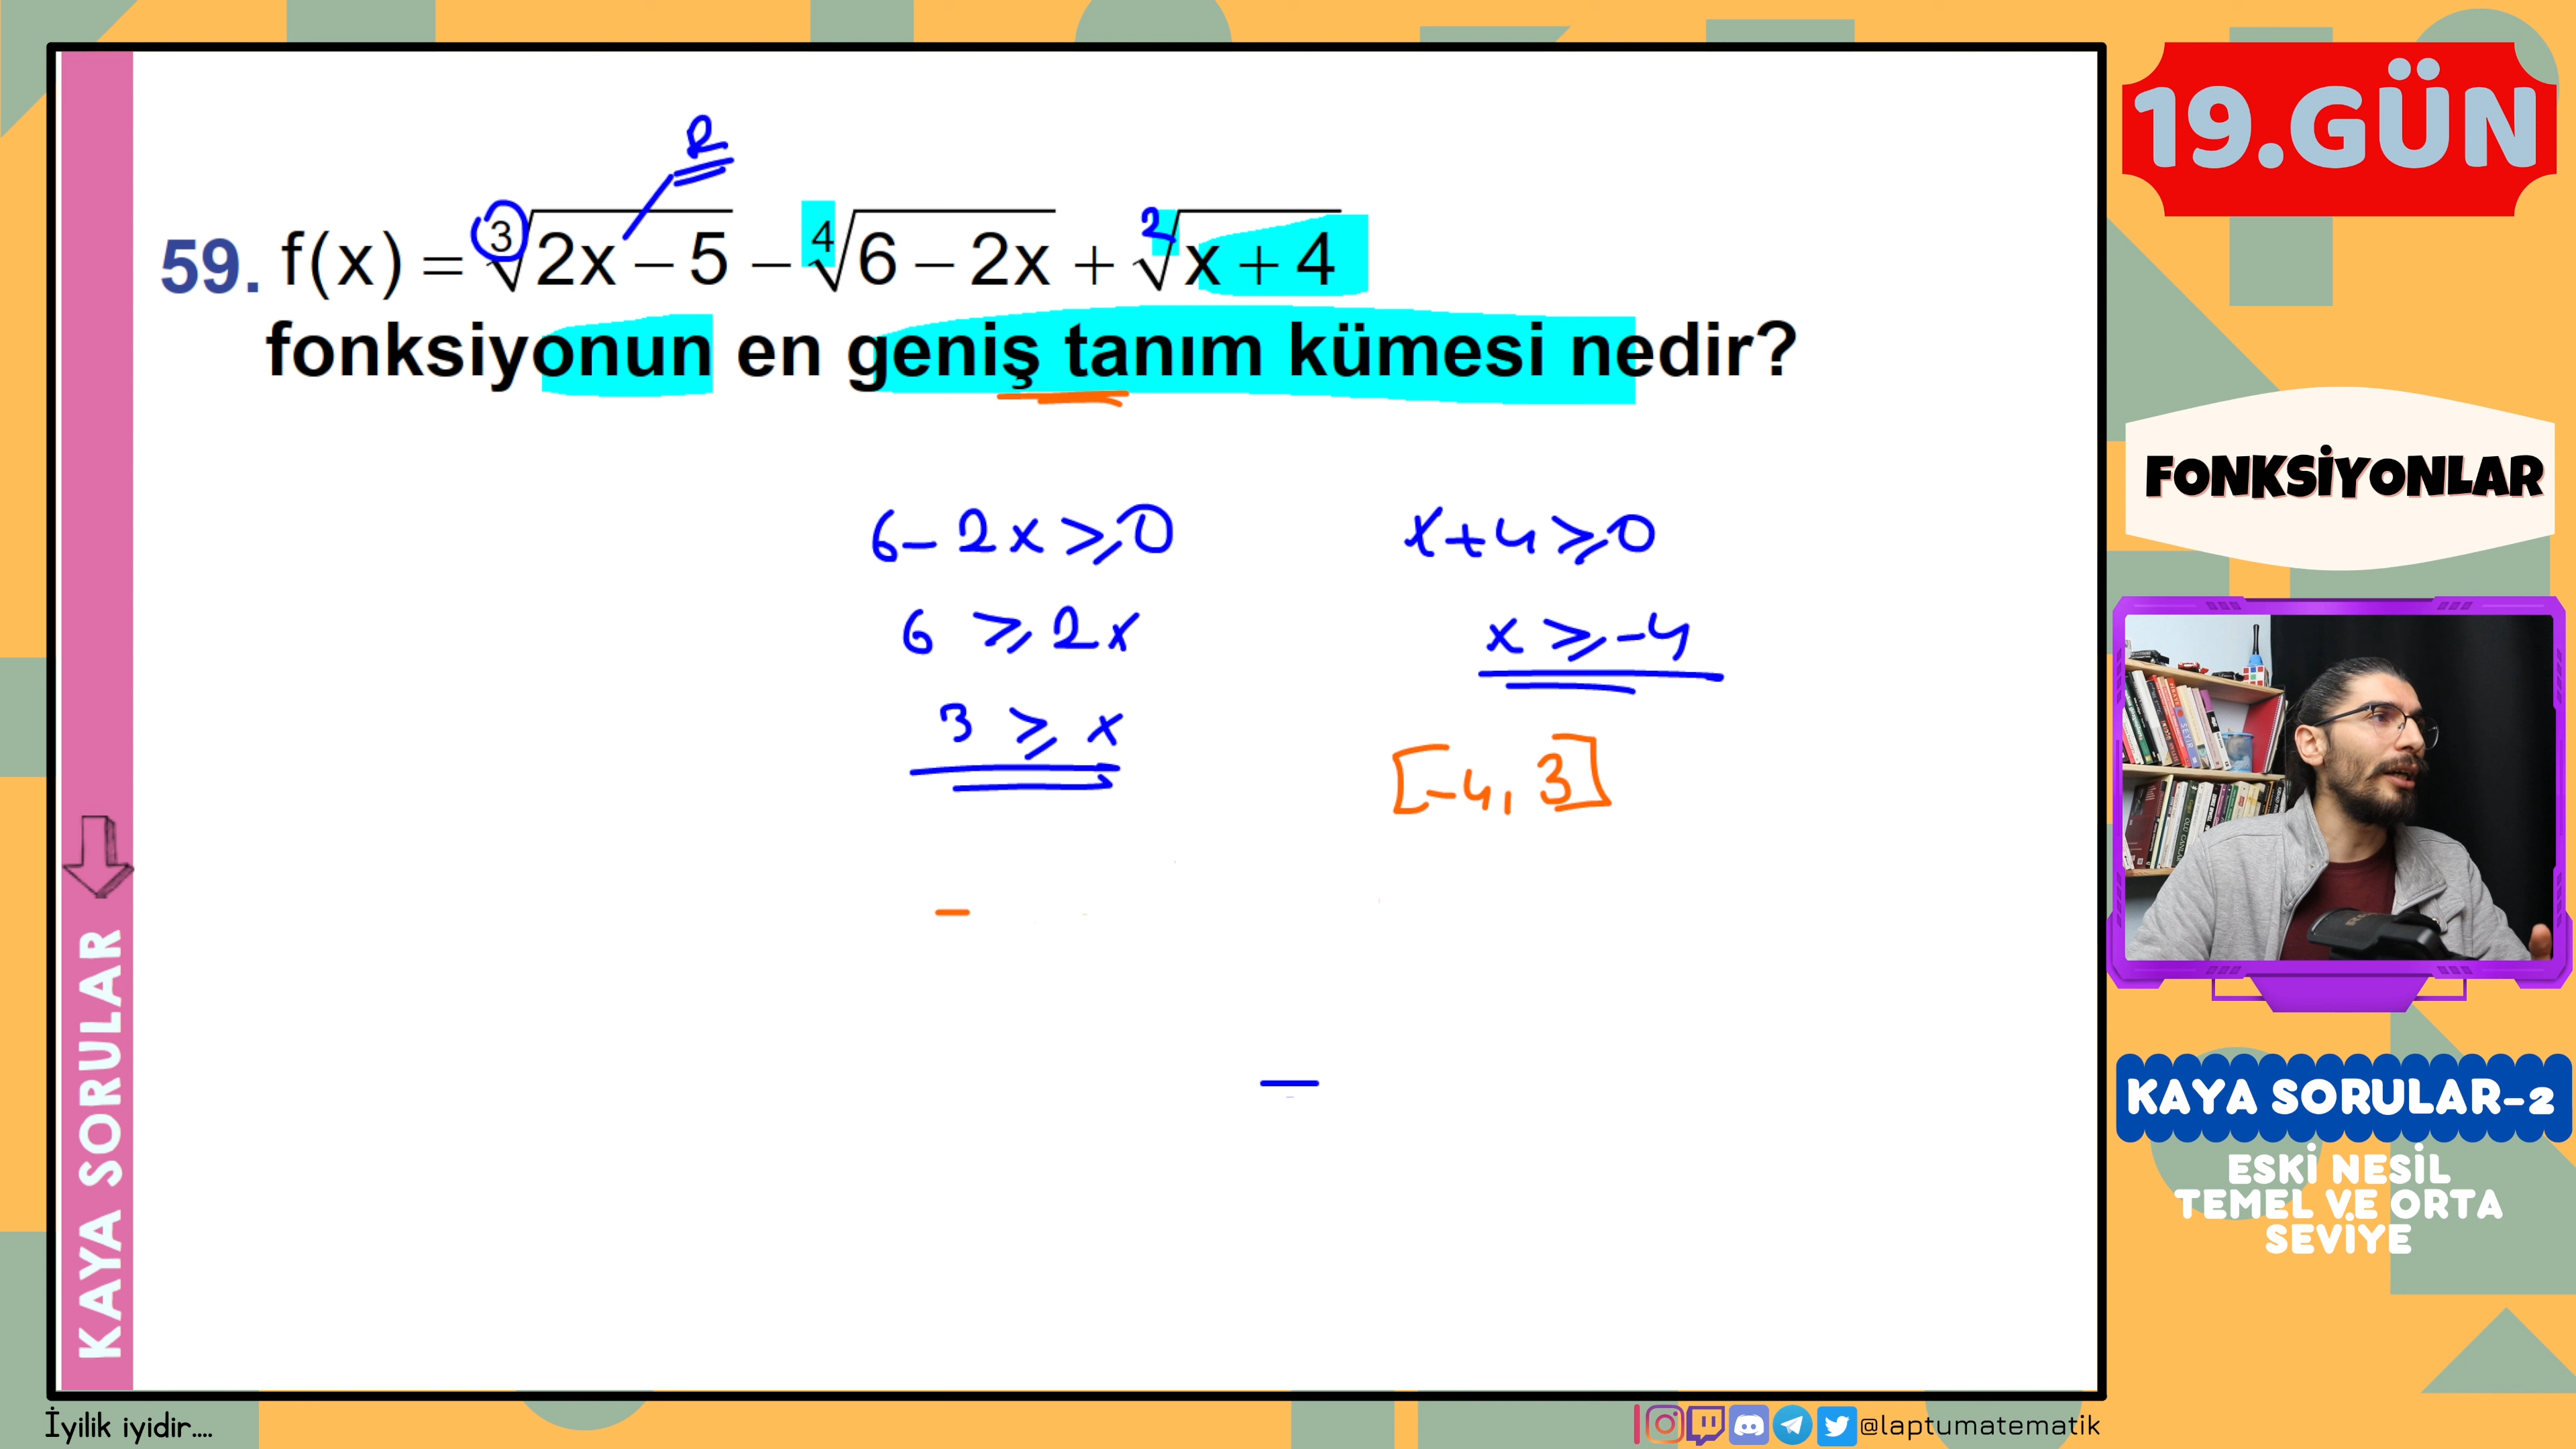 19.GÜN
R
59. f(x) = ∛(2x − 5) − ∜(6 − 2x) + ²√(x + 4)
fonksiyonun en geniş tanım kümesi nedir?
6 - 2x ≥ 0
6 ≥ 2x
3 ≥ x
x + 4 ≥ 0
x ≥ -4
[-4, 3]
KAYA SORULAR
FONKSİYONLAR
KAYA SORULAR-2
ESKİ NESİL
TEMEL VE ORTA
SEVİYE
İyilik iyidir....
@laptumatematik